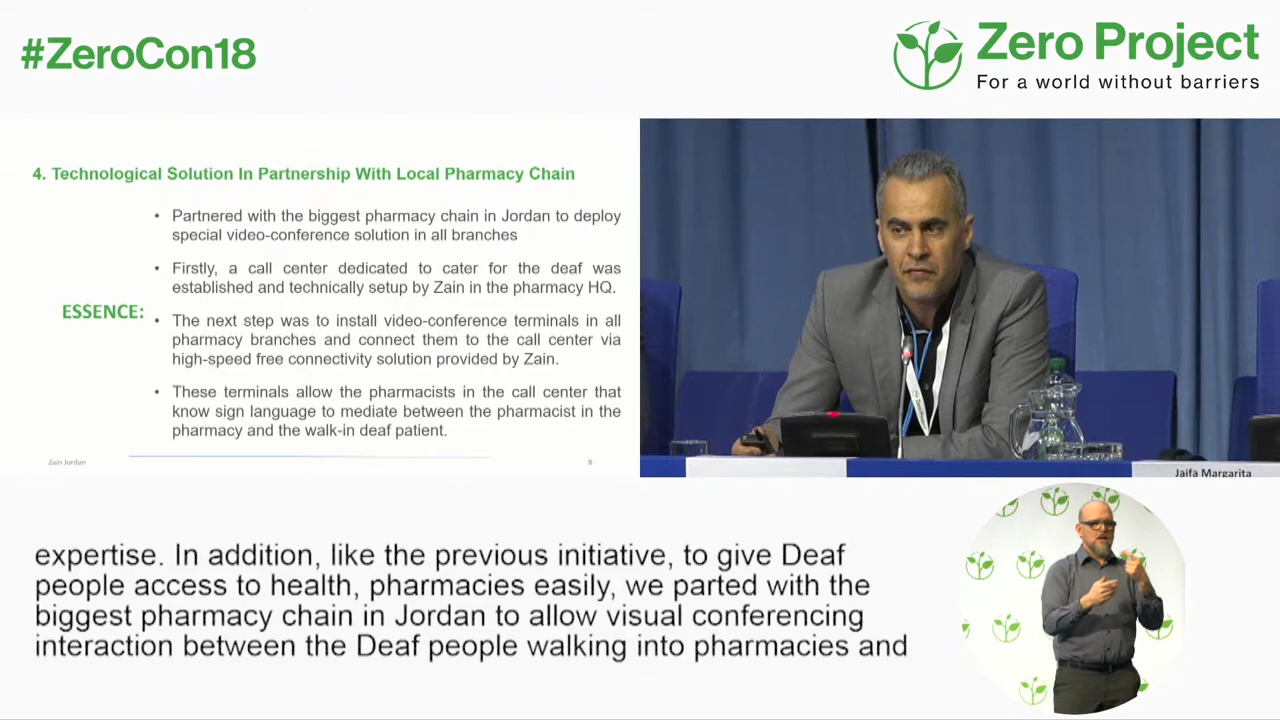 #ZeroCon18
Zero Project
For a world without barriers
4. Technological Solution In Partnership With Local Pharmacy Chain
ESSENCE:
• Partnered with the biggest pharmacy chain in Jordan to deploy
special video-conference solution in all branches
• Firstly, a call center dedicated to cater for the deaf was
established and technically setup by Zain in the pharmacy HQ.
• The next step was to install video-conference terminals in all
pharmacy branches and connect them to the call center via
high-speed free connectivity solution provided by Zain.
• These terminals allow the pharmacists in the call center that
know sign language to mediate between the pharmacist in the
pharmacy and the walk-in deaf patient.
Zain Jordan
8
Jaifa Margarita
expertise. In addition, like the previous initiative, to give Deaf
people access to health, pharmacies easily, we parted with the
biggest pharmacy chain in Jordan to allow visual conferencing
interaction between the Deaf people walking into pharmacies and